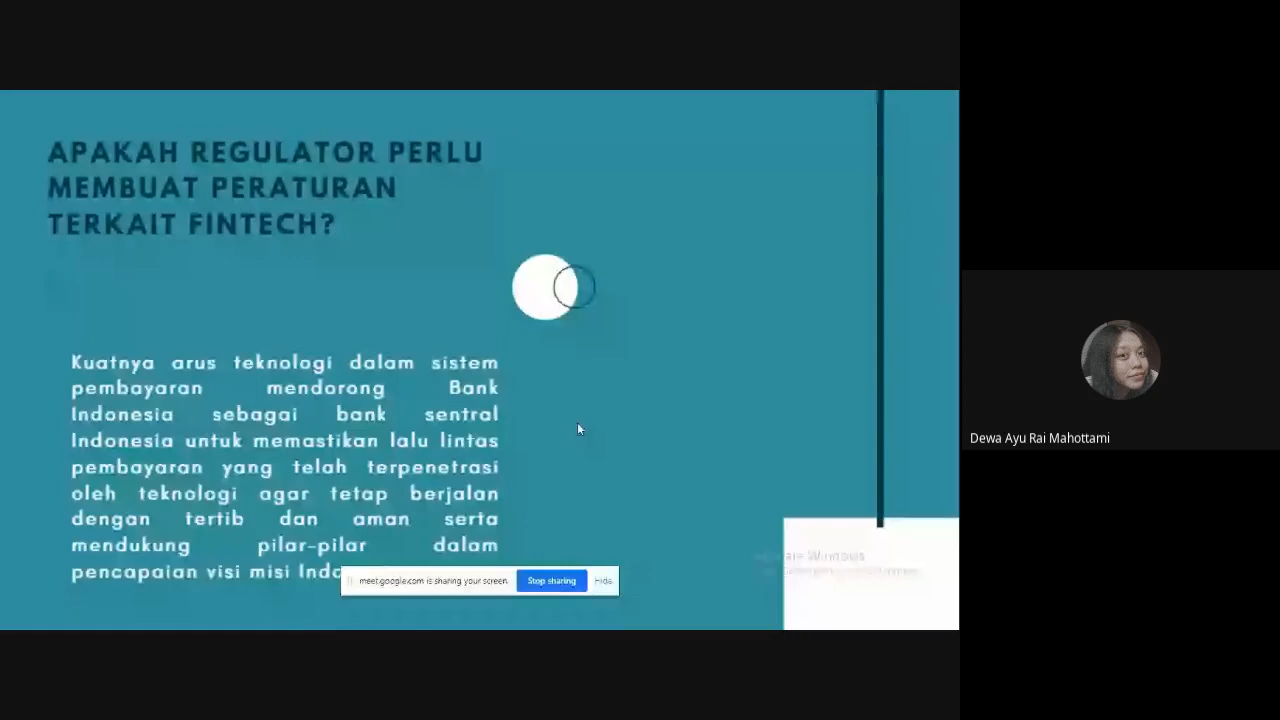 APAKAH REGULATOR PERLU
MEMBUAT PERATURAN
TERKAIT FINTECH?
Kuatnya arus teknologi dalam sistem
pembayaran mendorong Bank
Indonesia sebagai bank sentral
Indonesia untuk memastikan lalu lintas
pembayaran yang telah terpenetrasi
oleh teknologi agar tetap berjalan
dengan tertib dan aman serta
mendukung pilar-pilar dalam
pencapaian visi misi
meet.google.com is sharing your screen.
Stop sharing
Hide
Windows
Dewa Ayu Rai Mahottami